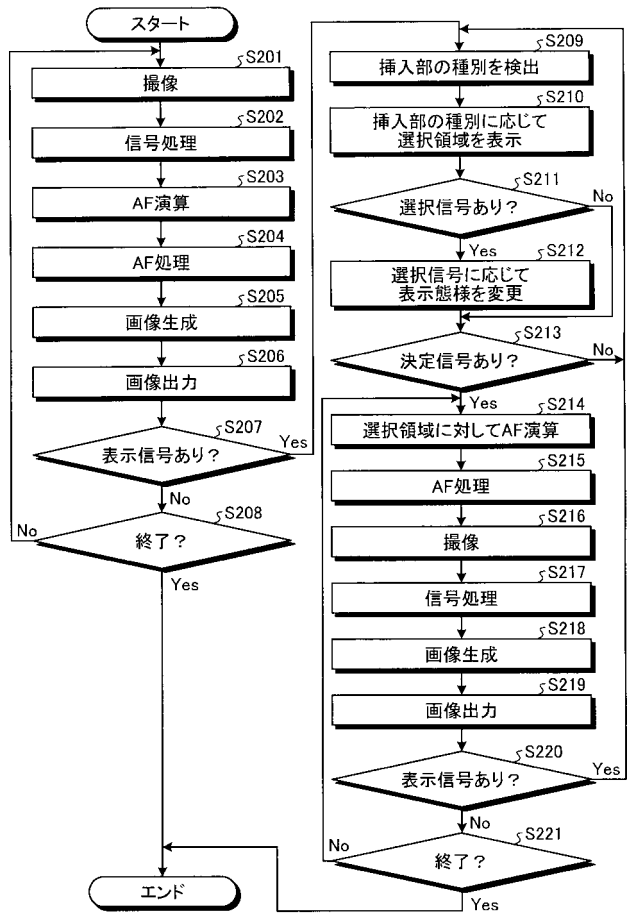 スタート
S201
撮像
S202
信号処理
S203
AF演算
S204
AF処理
S205
画像生成
S206
画像出力
S207
表示信号あり?
Yes
No
S208
終了?
No
Yes
エンド
S209
挿入部の種別を検出
S210
挿入部の種別に応じて
選択領域を表示
S211
選択信号あり?
No
Yes
S212
選択信号に応じて
表示態様を変更
S213
決定信号あり?
No
Yes
S214
選択領域に対してAF演算
S215
AF処理
S216
撮像
S217
信号処理
S218
画像生成
S219
画像出力
S220
表示信号あり?
Yes
No
S221
終了?
No
Yes